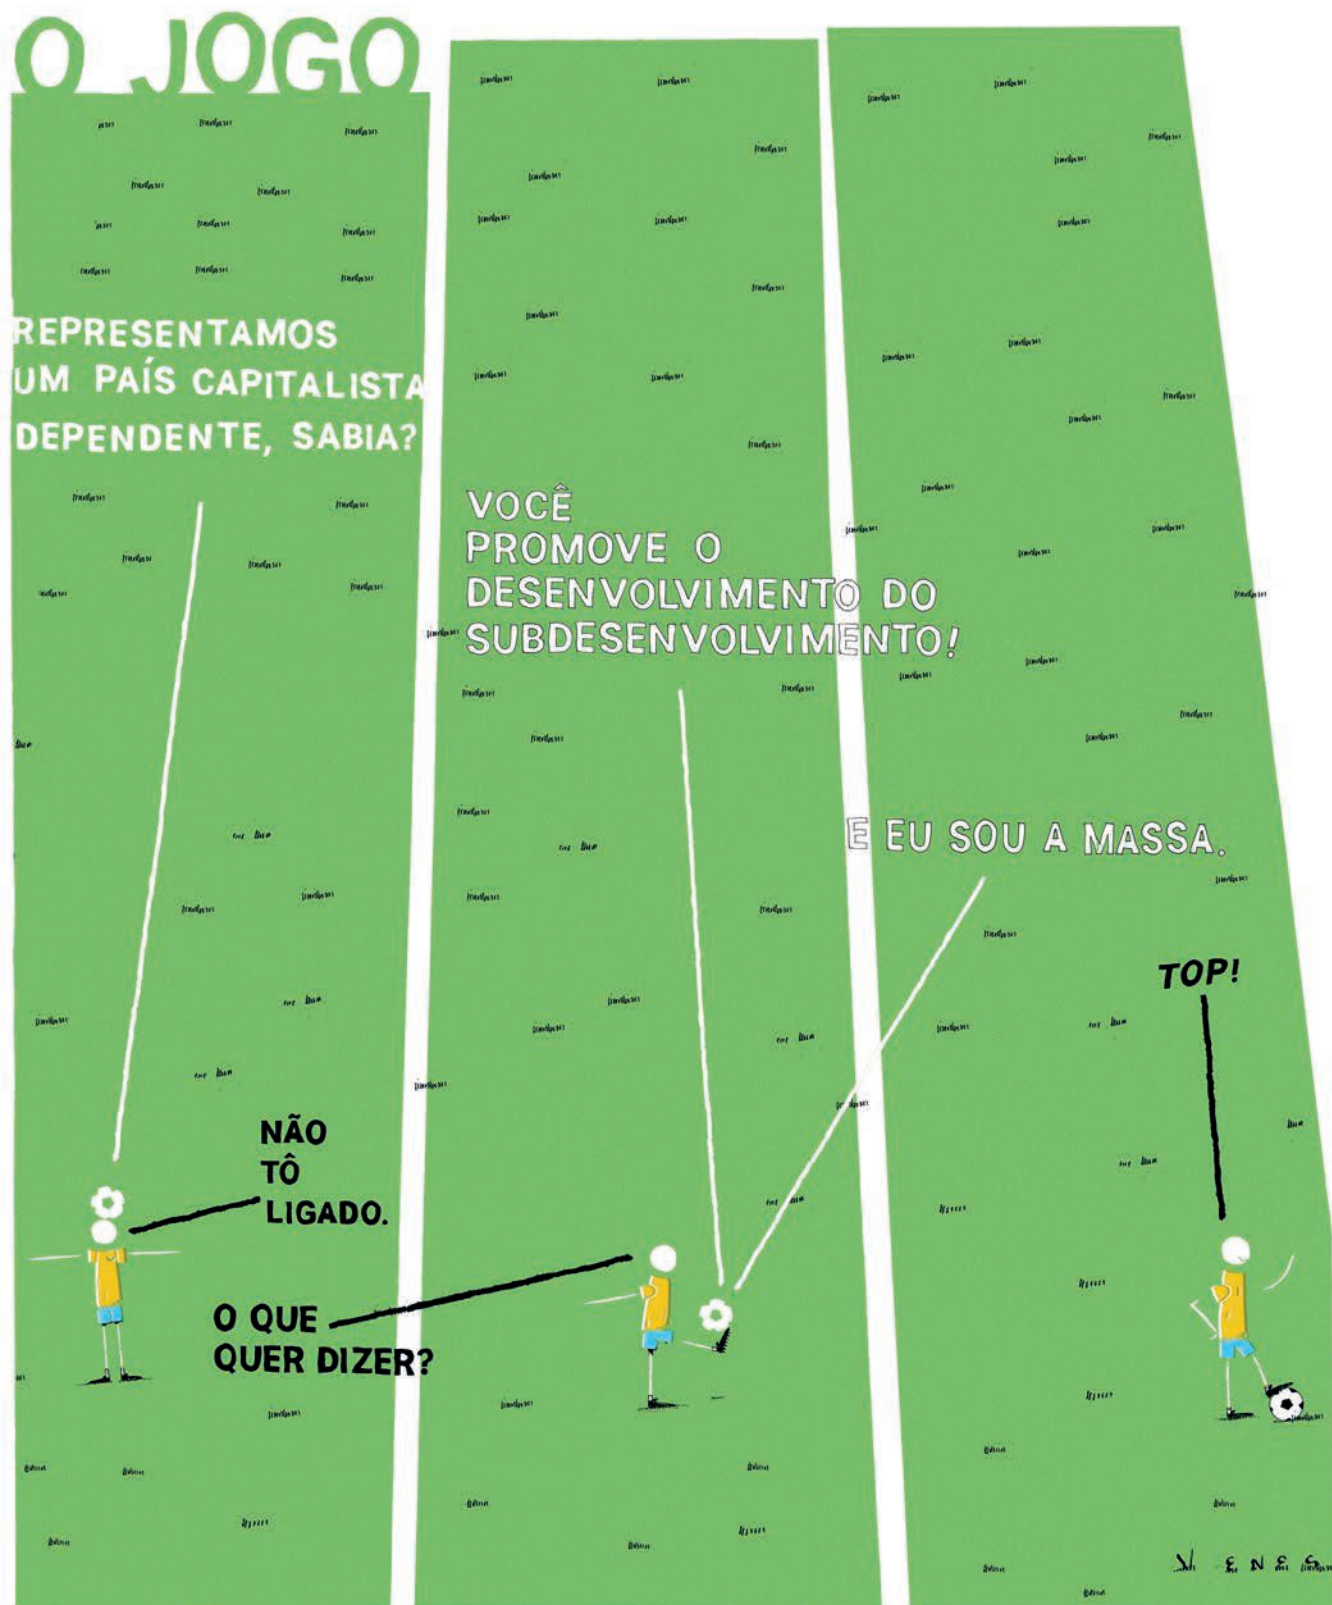 O JOGO
REPRESENTAMOS
UM PAÍS CAPITALISTA
DEPENDENTE, SABIA?
NÃO
TÔ
LIGADO.
VOCÊ
PROMOVE O
DESENVOLVIMENTO DO
SUBDESENVOLVIMENTO!
O QUE
QUER DIZER?
E EU SOU A MASSA.
TOP!
VENES